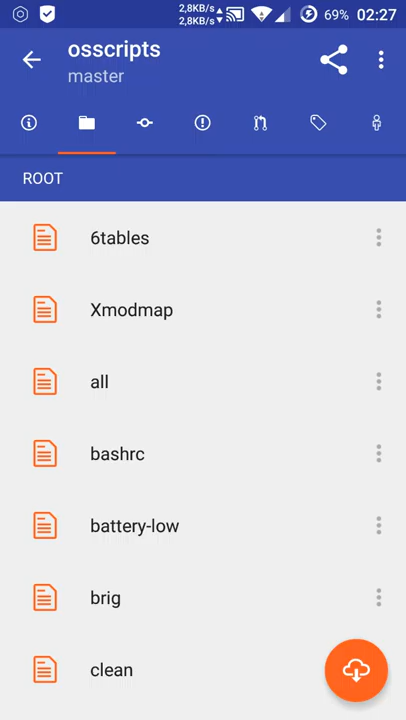 2,8KB/s
2,8KB/s
69% 02:27
osscripts
master
ROOT
6tables
Xmodmap
all
bashrc
battery-low
brig
clean